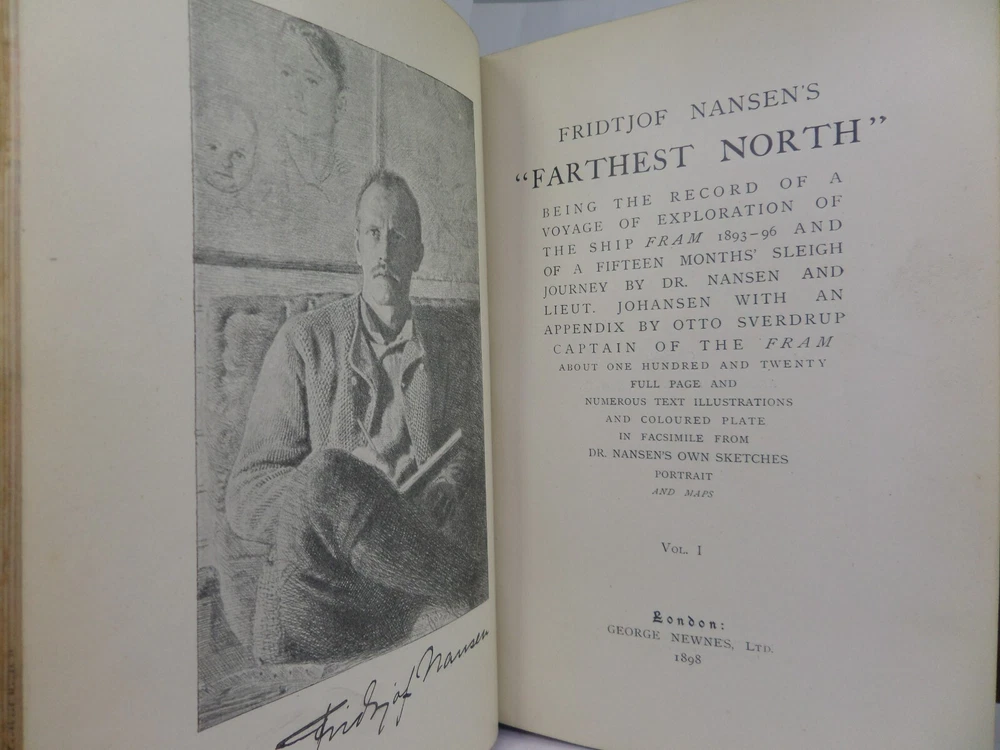 Fridtjof Nansen
FRIDTJOF NANSEN'S
"FARTHEST NORTH"
BEING THE RECORD OF A
VOYAGE OF EXPLORATION OF
THE SHIP FRAM 1893–96 AND
OF A FIFTEEN MONTHS' SLEIGH
JOURNEY BY DR. NANSEN AND
LIEUT. JOHANSEN WITH AN
APPENDIX BY OTTO SVERDRUP
CAPTAIN OF THE FRAM
ABOUT ONE HUNDRED AND TWENTY
FULL PAGE AND
NUMEROUS TEXT ILLUSTRATIONS
AND COLOURED PLATE
IN FACSIMILE FROM
DR. NANSEN'S OWN SKETCHES
PORTRAIT
AND MAPS
VOL. I
London:
GEORGE NEWNES, LTD.
1898